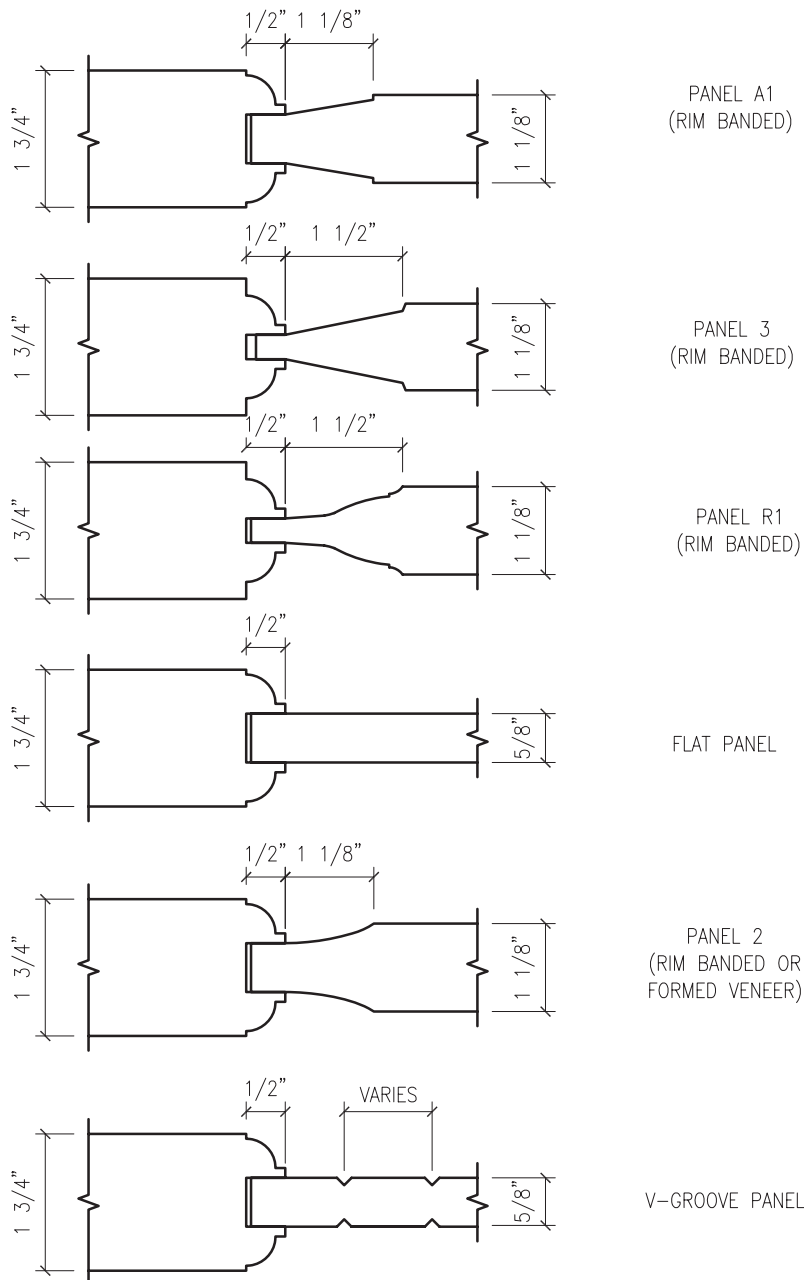 1/2" 1 1/8"
1 3/4"
1 1/8"
PANEL A1
(RIM BANDED)
1/2" 1 1/2"
1 3/4"
1 1/8"
PANEL 3
(RIM BANDED)
1/2" 1 1/2"
1 3/4"
1 1/8"
PANEL R1
(RIM BANDED)
1/2"
1 3/4"
5/8"
FLAT PANEL
1/2" 1 1/8"
1 3/4"
1 1/8"
PANEL 2
(RIM BANDED OR
FORMED VENEER)
1/2"
VARIES
1 3/4"
5/8"
V-GROOVE PANEL